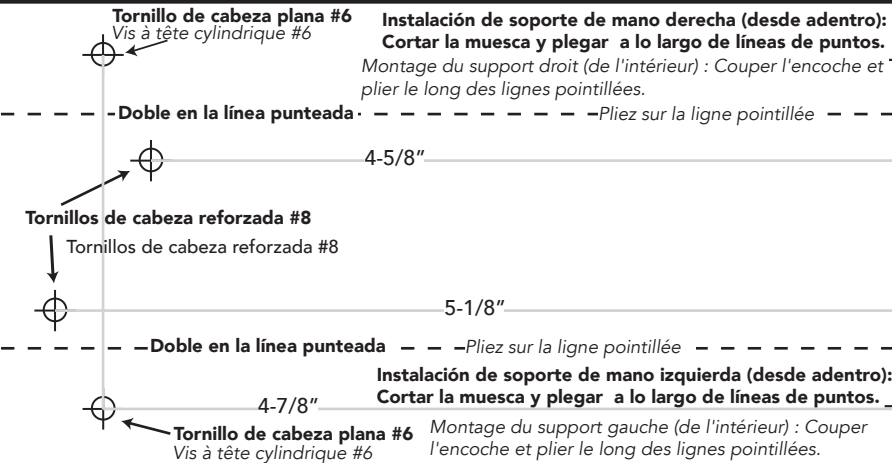 Tornillo de cabeza plana #6
Vis à tête cylindrique #6
Instalación de soporte de mano derecha (desde adentro):
Cortar la muesca y plegar a lo largo de líneas de puntos.
Montage du support droit (de l'intérieur) : Couper l'encoche et
plier le long des lignes pointillées.
Doble en la línea punteada
Pliez sur la ligne pointillée
4-5/8”
Tornillos de cabeza reforzada #8
Tornillos de cabeza reforzada #8
5-1/8”
Doble en la línea punteada
Pliez sur la ligne pointillée
Instalación de soporte de mano izquierda (desde adentro):
Cortar la muesca y plegar a lo largo de líneas de puntos.
4-7/8”
Tornillo de cabeza plana #6
Vis à tête cylindrique #6
Montage du support gauche (de l'intérieur) : Couper
l'encoche et plier le long des lignes pointillées.